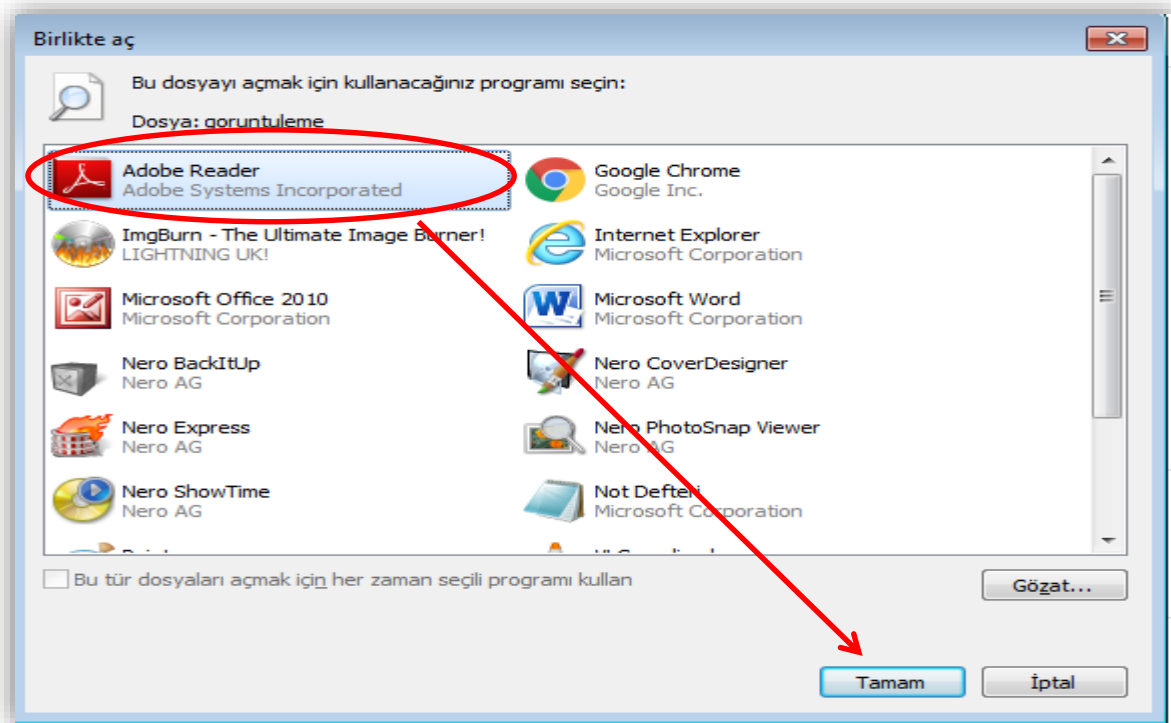 Birlikte aç
Bu dosyayı açmak için kullanacağınız programı seçin:
Dosya: goruntuleme
Adobe Reader
Adobe Systems Incorporated
Google Chrome
Google Inc.
ImgBurn - The Ultimate Image Burner!
LIGHTNING UK!
Internet Explorer
Microsoft Corporation
Microsoft Office 2010
Microsoft Corporation
Microsoft Word
Microsoft Corporation
Nero BackItUp
Nero AG
Nero CoverDesigner
Nero AG
Nero Express
Nero AG
Nero PhotoSnap Viewer
Nero AG
Nero ShowTime
Nero AG
Not Defteri
Microsoft Corporation
Bu tür dosyaları açmak için her zaman seçili programı kullan
Gözat...
Tamam
İptal